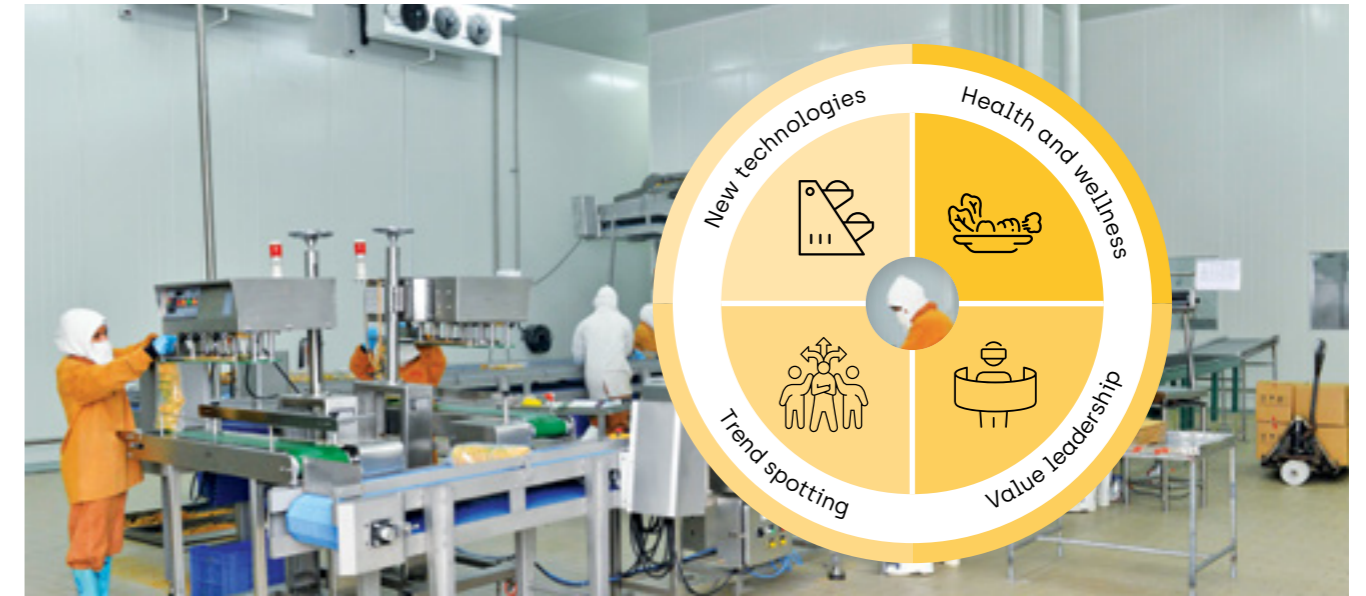 New technologies
Health and wellness
Trend spotting
Value leadership